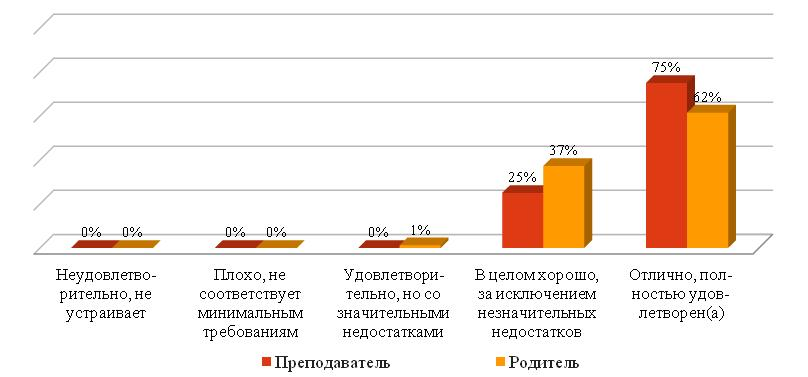 75%
62%
37%
25%
0% 0% 0% 0% 0% 1%
Неудовлетво-
рительно, не
устраивает
Плохо, не
соответствует
минимальным
требованиям
Удовлетвори-
тельно, но со
значительными
недостатками
В целом хорошо,
за исключением
незначительных
недостатков
Отлично, пол-
ностью удов-
летворен(а)
Преподаватель Родитель